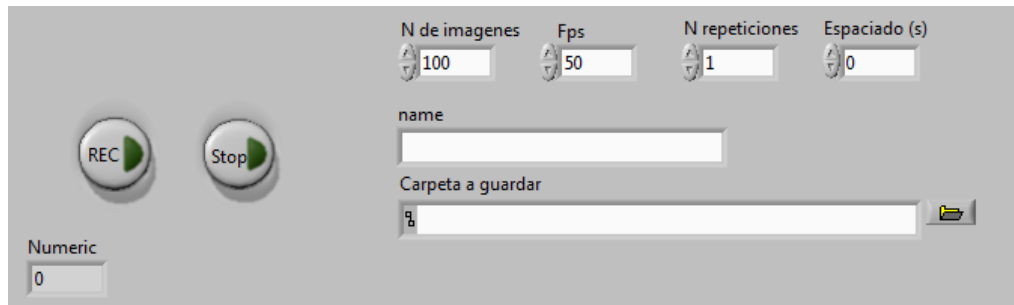 N de imagenes Fps N repeticiones Espaciado (s)
100 50 1 0
name
REC Stop
Carpeta a guardar
Numeric
0